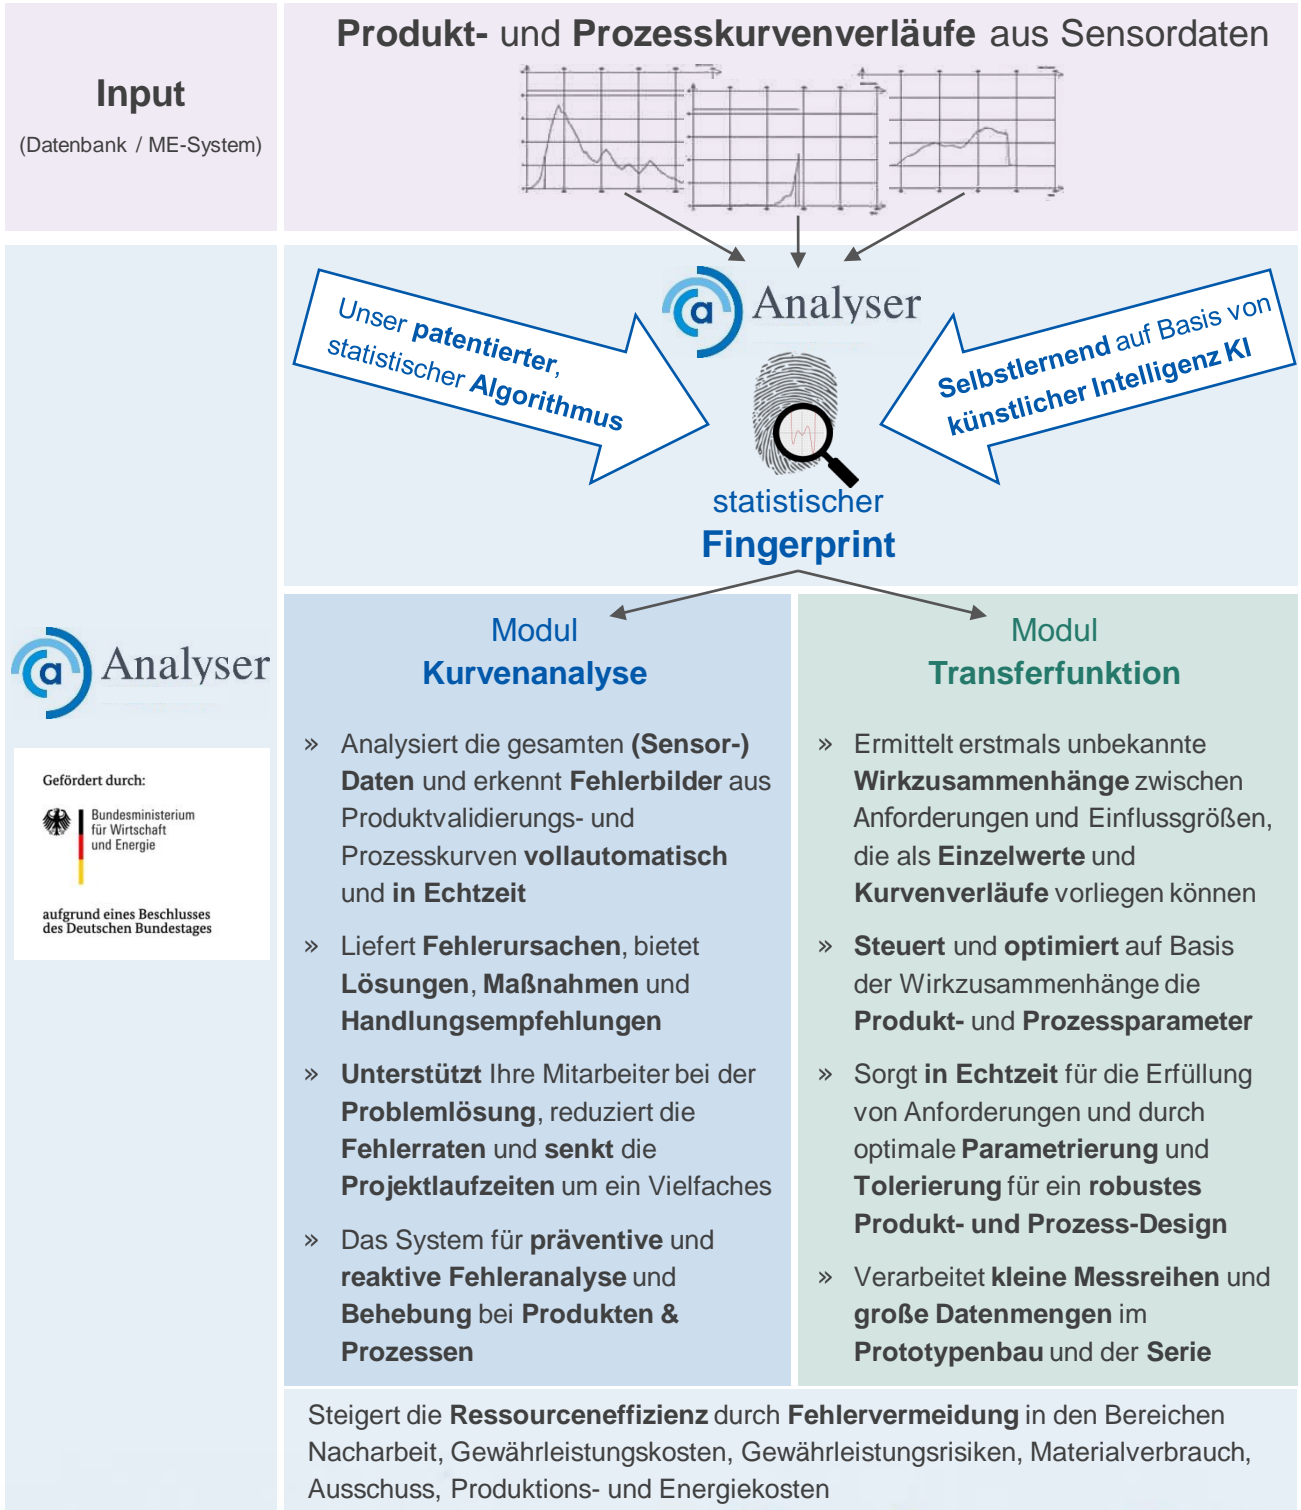 Produkt- und Prozesskurvenverläufe aus Sensordaten
Input
(Datenbank / ME-System)
a Analyser
Unser patentierter,
statistischer Algorithmus
Selbstlernend auf Basis von
künstlicher Intelligenz KI
statistischer
Fingerprint
a Analyser
Gefördert durch:
Bundesministerium
für Wirtschaft
und Energie
aufgrund eines Beschlusses
des Deutschen Bundestages
Modul
Kurvenanalyse
» Analysiert die gesamten (Sensor-)
Daten und erkennt Fehlerbilder aus
Produktvalidierungs- und
Prozesskurven vollautomatisch
und in Echtzeit
» Liefert Fehlerursachen, bietet
Lösungen, Maßnahmen und
Handlungsempfehlungen
» Unterstützt Ihre Mitarbeiter bei der
Problemlösung, reduziert die
Fehlerraten und senkt die
Projektlaufzeiten um ein Vielfaches
» Das System für präventive und
reaktive Fehleranalyse und
Behebung bei Produkten &
Prozessen
Modul
Transferfunktion
» Ermittelt erstmals unbekannte
Wirkzusammenhänge zwischen
Anforderungen und Einflussgrößen,
die als Einzelwerte und
Kurvenverläufe vorliegen können
» Steuert und optimiert auf Basis
der Wirkzusammenhänge die
Produkt- und Prozessparameter
» Sorgt in Echtzeit für die Erfüllung
von Anforderungen und durch
optimale Parametrierung und
Tolerierung für ein robustes
Produkt- und Prozess-Design
» Verarbeitet kleine Messreihen und
große Datenmengen im
Prototypenbau und der Serie
Steigert die Ressourceneffizienz durch Fehlervermeidung in den Bereichen
Nacharbeit, Gewährleistungskosten, Gewährleistungsrisiken, Materialverbrauch,
Ausschuss, Produktions- und Energiekosten